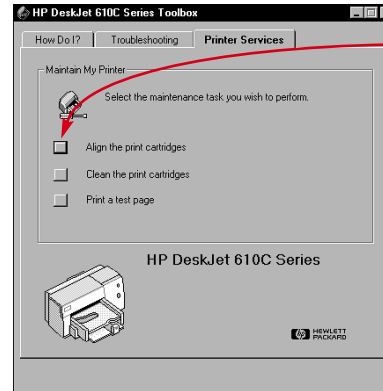 HP DeskJet 610C Series Toolbox
How Do I? Troubleshooting Printer Services
Maintain My Printer
Select the maintenance task you wish to perform.
Align the print cartridges
Clean the print cartridges
Print a test page
HP DeskJet 610C Series
hp HEWLETT
PACKARD